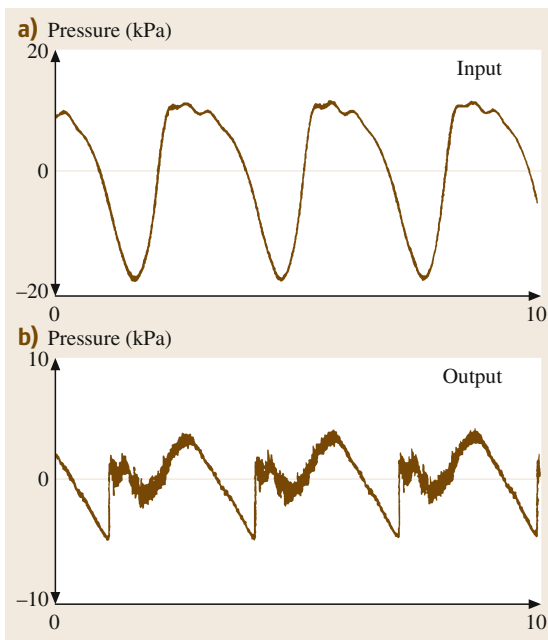 a) Pressure (kPa)
20
Input
0
–20
0 10
b) Pressure (kPa)
10
Output
0
–10
0 10